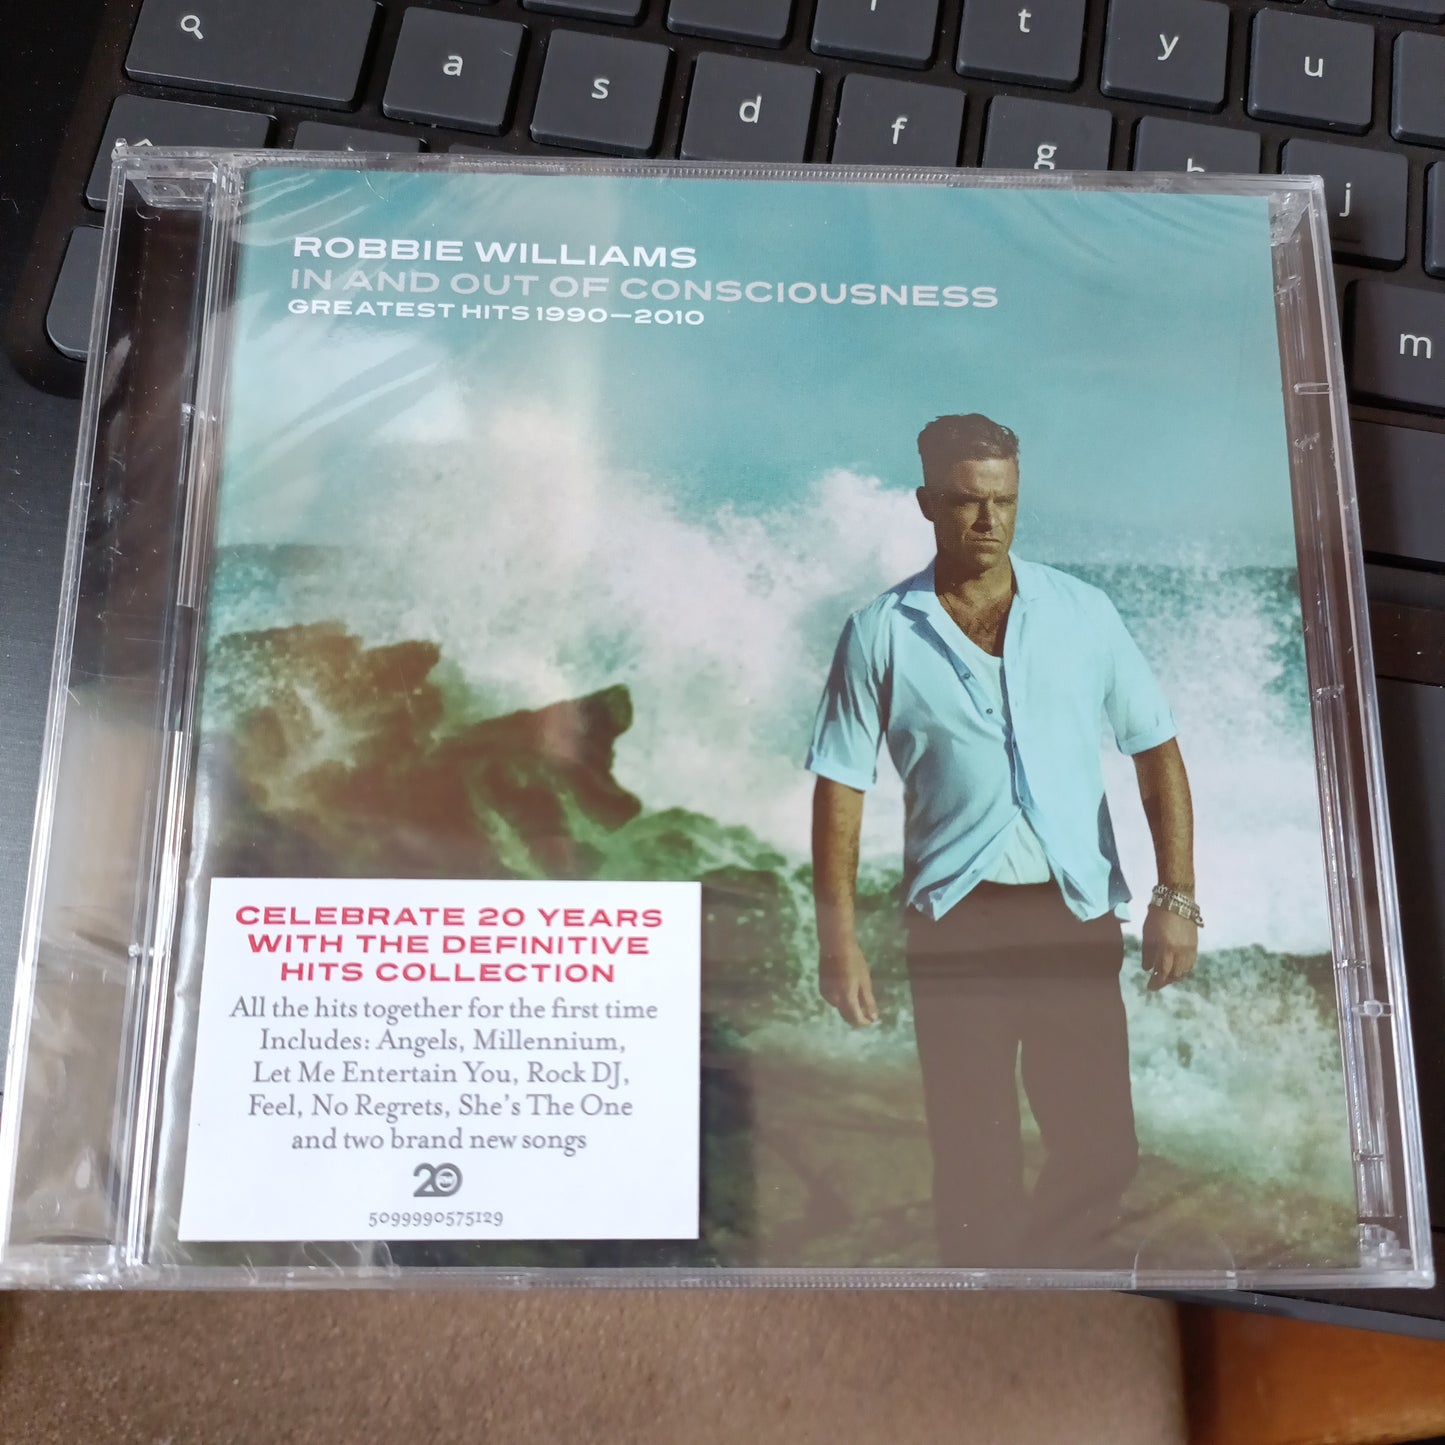 a
s
d
f
g
t
y
u
j
m
ROBBIE WILLIAMS
IN AND OUT OF CONSCIOUSNESS
GREATEST HITS 1990—2010
CELEBRATE 20 YEARS
WITH THE DEFINITIVE
HITS COLLECTION
All the hits together for the first time
Includes: Angels, Millennium,
Let Me Entertain You, Rock DJ,
Feel, No Regrets, She's The One
and two brand new songs
20
5099990575129